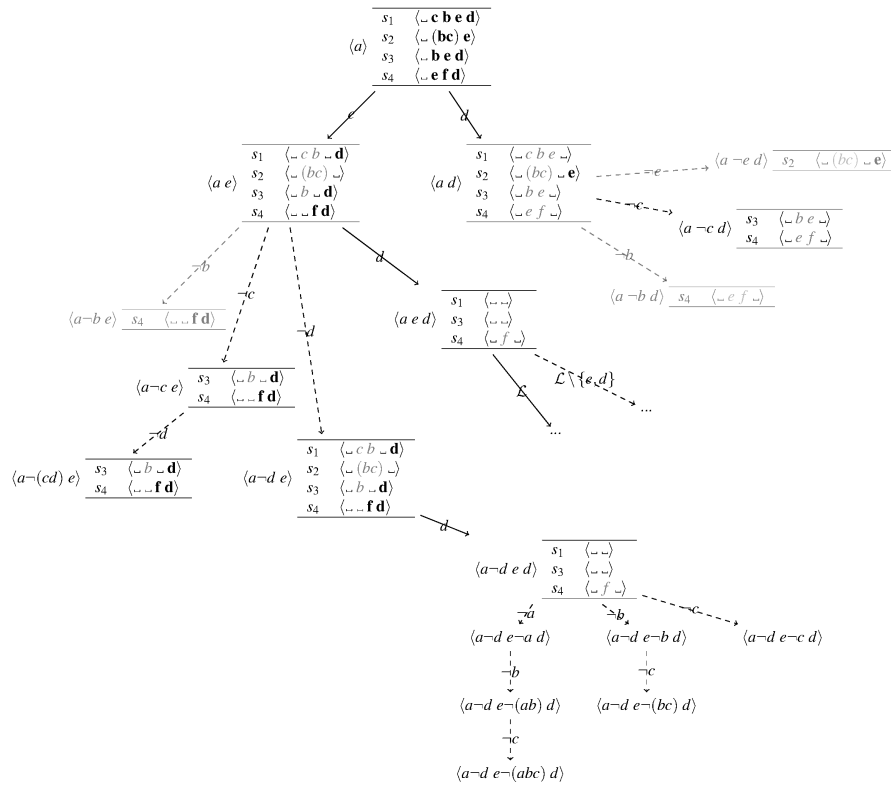 ⟨a⟩
s1 ⟨␣ c b e d⟩
s2 ⟨␣ (bc) e⟩
s3 ⟨␣ b e d⟩
s4 ⟨␣ e f d⟩
e
d
⟨a e⟩
s1 ⟨␣ c b ␣ d⟩
s2 ⟨␣ (bc) ␣⟩
s3 ⟨␣ b ␣ d⟩
s4 ⟨␣ ␣ f d⟩
⟨a d⟩
s1 ⟨␣ c b e ␣⟩
s2 ⟨␣ (bc) ␣ e⟩
s3 ⟨␣ b e ␣⟩
s4 ⟨␣ e f ␣⟩
¬e
⟨a ¬e d⟩ s2 ⟨␣ (bc) ␣ e⟩
¬c
⟨a ¬c d⟩
s3 ⟨␣ b e ␣⟩
s4 ⟨␣ e f ␣⟩
¬b
⟨a ¬b d⟩ s4 ⟨␣ e f ␣⟩
¬b
¬c
¬d
d
⟨a¬b e⟩ s4 ⟨␣ ␣ f d⟩
⟨a e d⟩
s1 ⟨␣ ␣⟩
s3 ⟨␣ ␣⟩
s4 ⟨␣ f ␣⟩
ℒ
ℒ \ {e, d}
...
...
⟨a¬c e⟩
s3 ⟨␣ b ␣ d⟩
s4 ⟨␣ ␣ f d⟩
¬d
⟨a¬(cd) e⟩
s3 ⟨␣ b ␣ d⟩
s4 ⟨␣ ␣ f d⟩
⟨a¬d e⟩
s1 ⟨␣ c b ␣ d⟩
s2 ⟨␣ (bc) ␣⟩
s3 ⟨␣ b ␣ d⟩
s4 ⟨␣ ␣ f d⟩
d
⟨a¬d e d⟩
s1 ⟨␣ ␣⟩
s3 ⟨␣ ␣⟩
s4 ⟨␣ f ␣⟩
¬a
¬b
¬c
⟨a¬d e¬a d⟩
⟨a¬d e¬b d⟩
⟨a¬d e¬c d⟩
¬b
¬c
⟨a¬d e¬(ab) d⟩
⟨a¬d e¬(bc) d⟩
¬c
⟨a¬d e¬(abc) d⟩